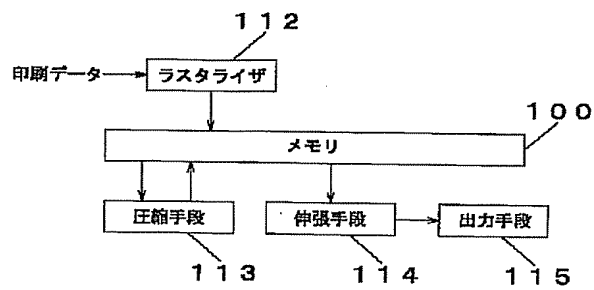 112
印刷データ
ラスタライザ
100
メモリ
圧縮手段
伸張手段
出力手段
113
114
115